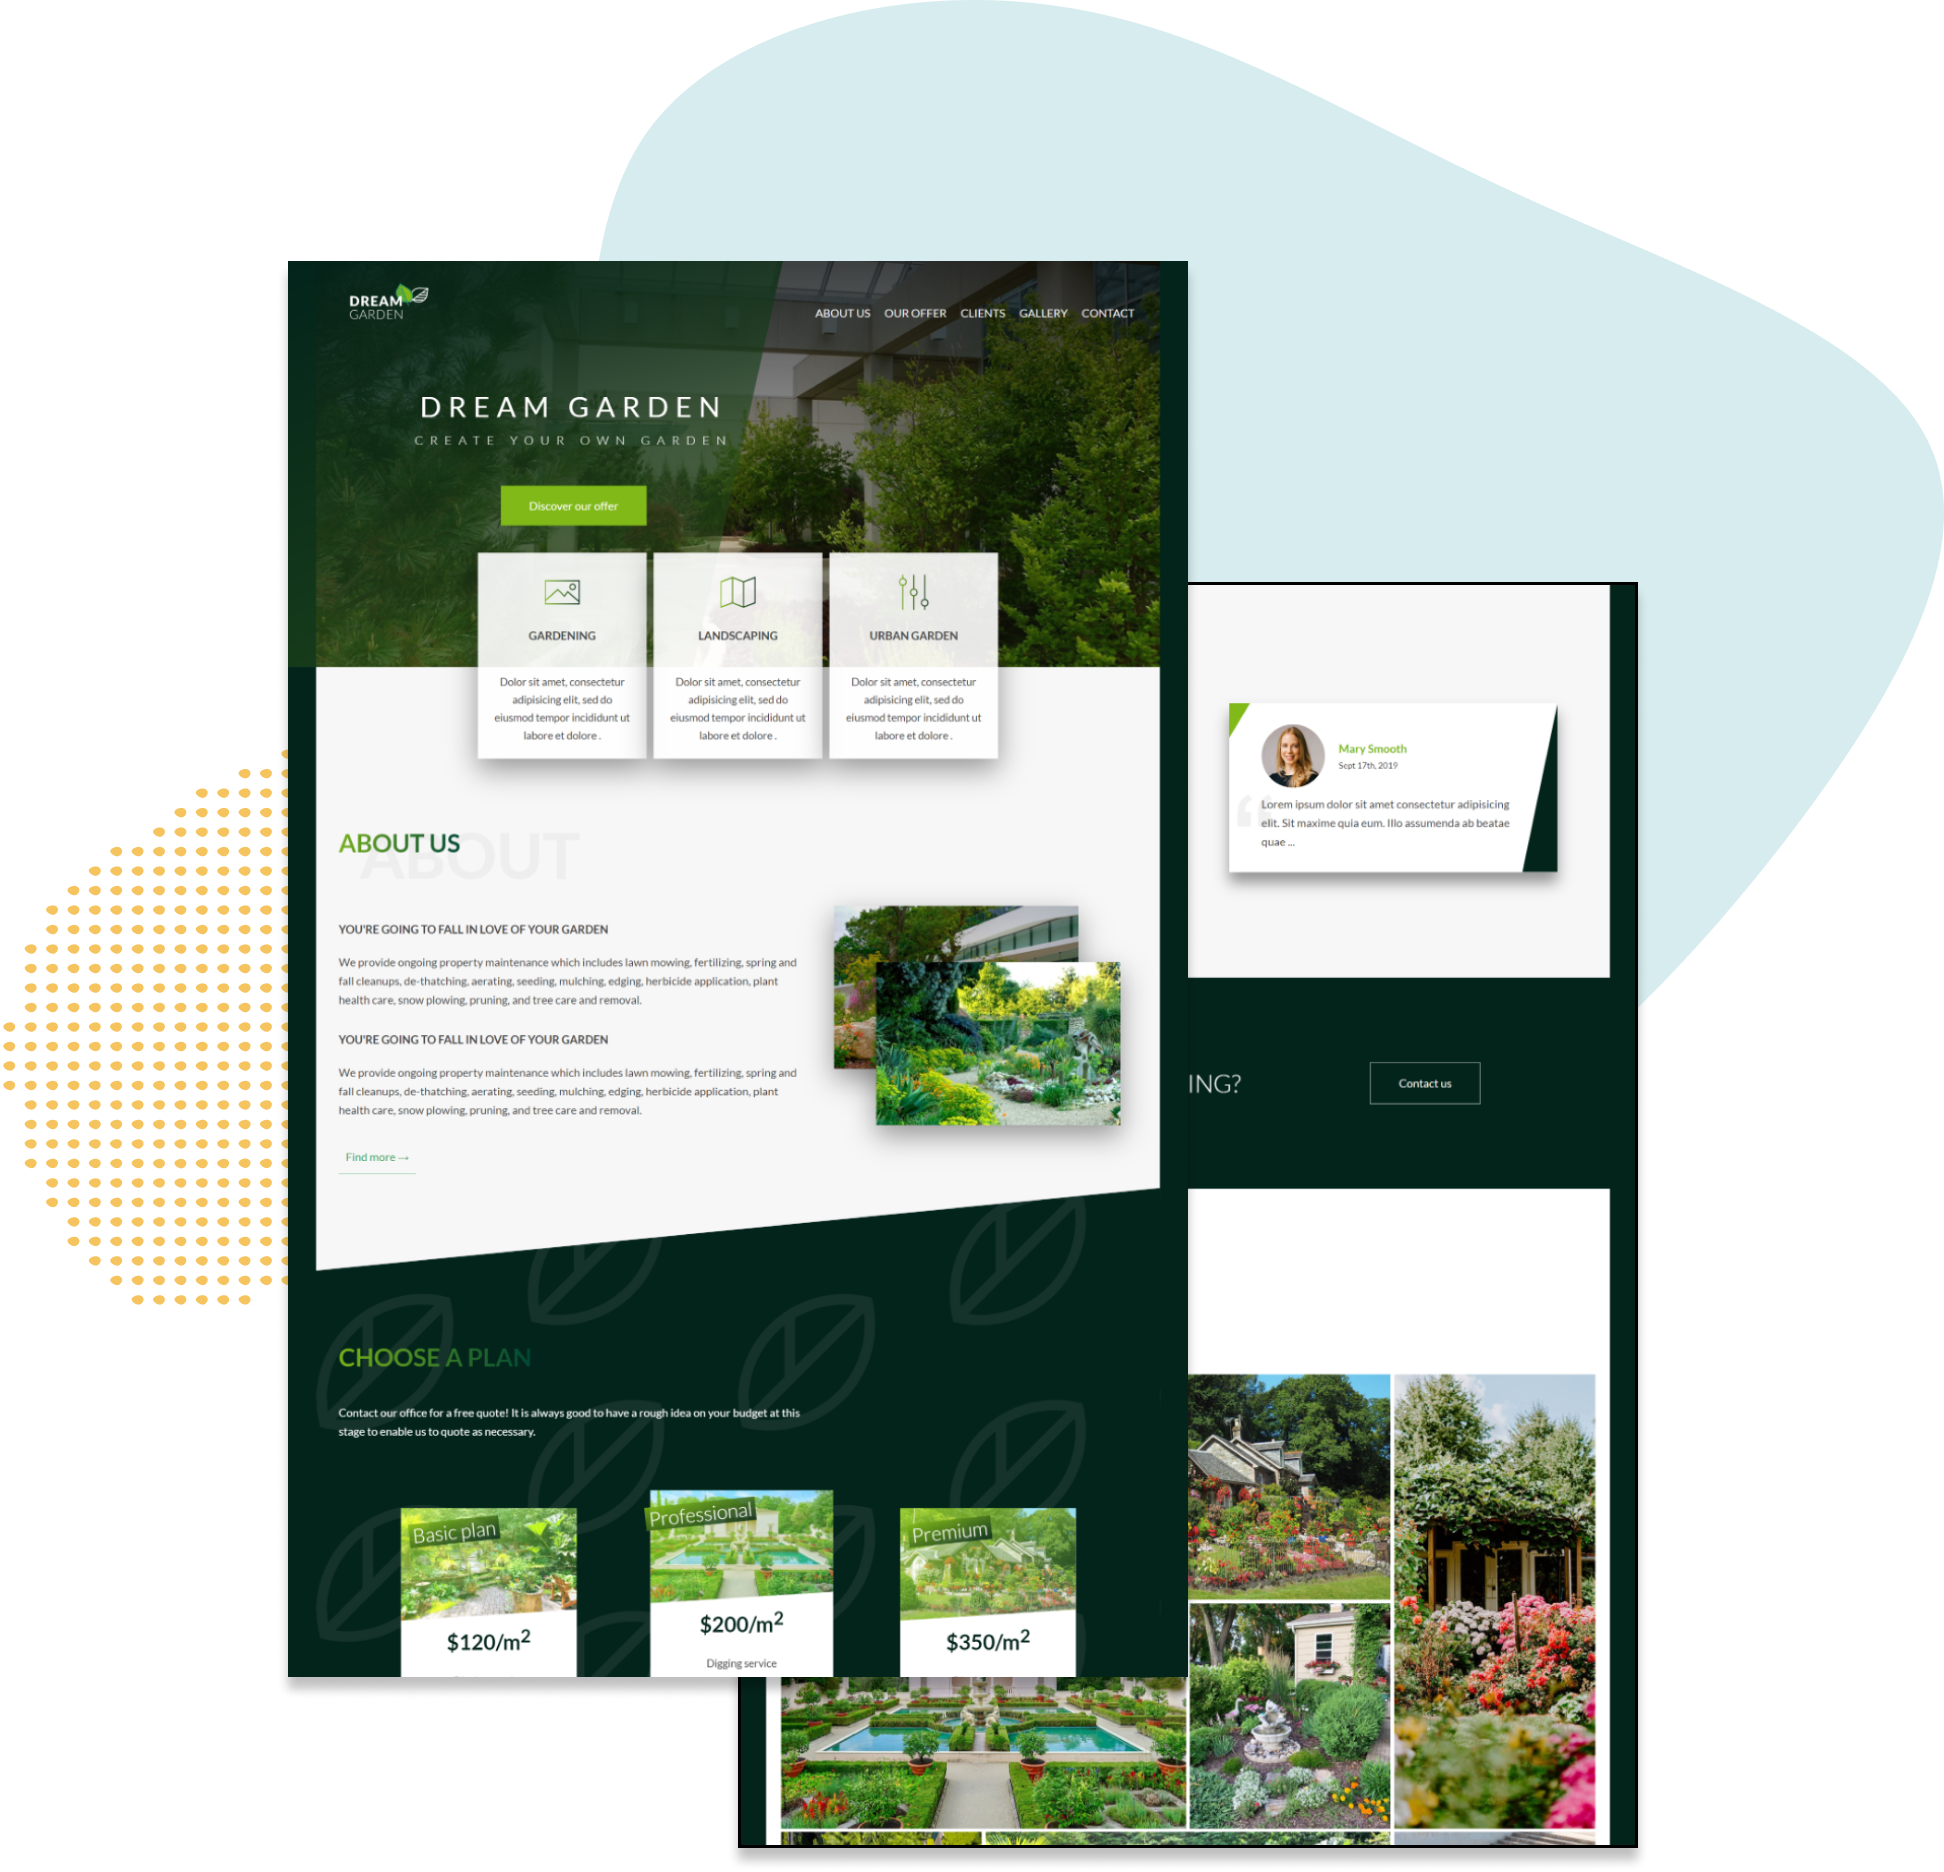 DREAM
GARDEN
ABOUT US OUR OFFER CLIENTS GALLERY CONTACT
DREAM GARDEN
CREATE YOUR OWN GARDEN
Discover our offer
GARDENING
Dolor sit amet, consectetur
adipisicing elit, sed do
eiusmod tempor incididunt ut
labore et dolore .
LANDSCAPING
Dolor sit amet, consectetur
adipisicing elit, sed do
eiusmod tempor incididunt ut
labore et dolore .
URBAN GARDEN
Dolor sit amet, consectetur
adipisicing elit, sed do
eiusmod tempor incididunt ut
labore et dolore .
ABOUT
ABOUT US
YOU'RE GOING TO FALL IN LOVE OF YOUR GARDEN
We provide ongoing property maintenance which includes lawn mowing, fertilizing, spring and
fall cleanups, de-thatching, aerating, seeding, mulching, edging, herbicide application, plant
health care, snow plowing, pruning, and tree care and removal.
YOU'RE GOING TO FALL IN LOVE OF YOUR GARDEN
We provide ongoing property maintenance which includes lawn mowing, fertilizing, spring and
fall cleanups, de-thatching, aerating, seeding, mulching, edging, herbicide application, plant
health care, snow plowing, pruning, and tree care and removal.
Find more →
CHOOSE A PLAN
Contact our office for a free quote! It is always good to have a rough idea on your budget at this
stage to enable us to quote as necessary.
Basic plan
$120/m²
Professional
$200/m²
Digging service
Premium
$350/m²
Mary Smooth
Sept 17th, 2019
“
Lorem ipsum dolor sit amet consectetur adipisicing
elit. Sit maxime quia eum. Illo assumenda ab beatae
quae ...
ING?
Contact us